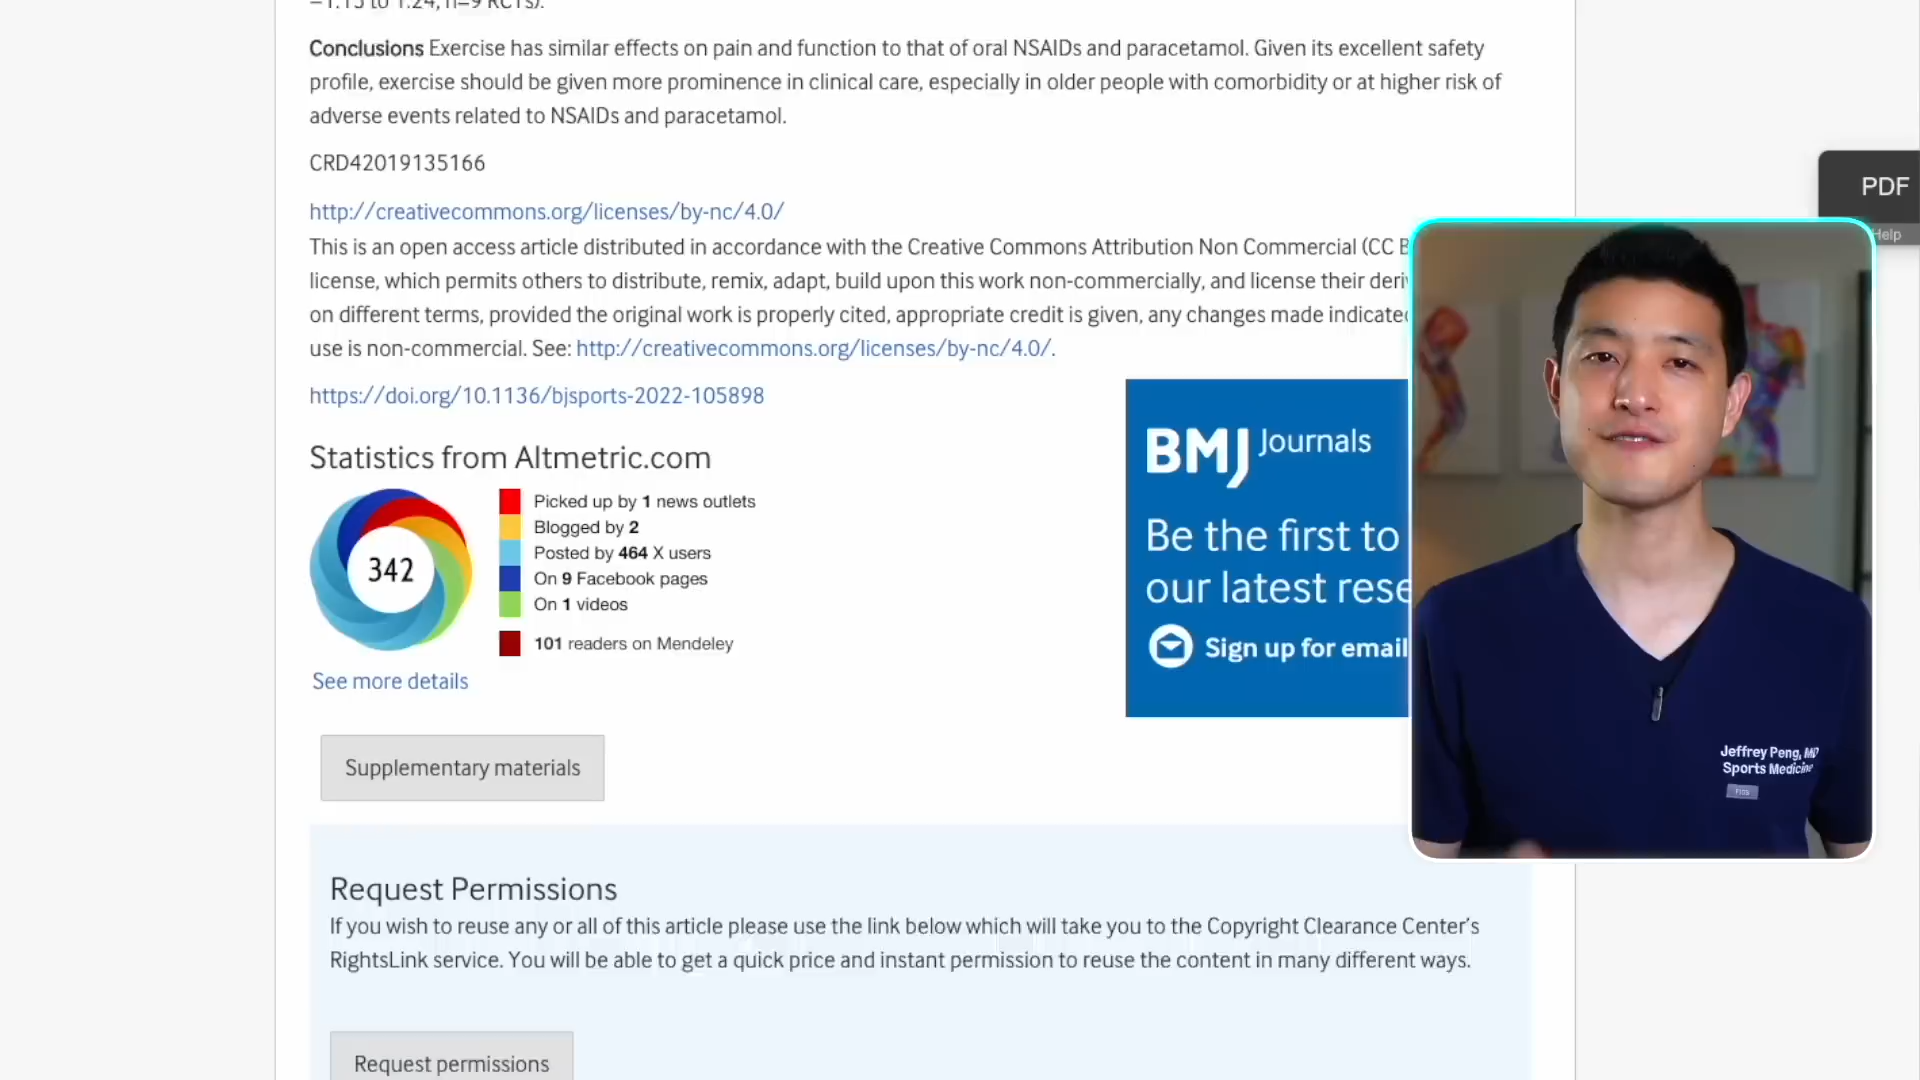 −1.15 to 1.24, n=9 RCTs).
Conclusions Exercise has similar effects on pain and function to that of oral NSAIDs and paracetamol. Given its excellent safety
profile, exercise should be given more prominence in clinical care, especially in older people with comorbidity or at higher risk of
adverse events related to NSAIDs and paracetamol.
CRD42019135166
http://creativecommons.org/licenses/by-nc/4.0/
This is an open access article distributed in accordance with the Creative Commons Attribution Non Commercial (CC B
license, which permits others to distribute, remix, adapt, build upon this work non-commercially, and license their deri
on different terms, provided the original work is properly cited, appropriate credit is given, any changes made indicated
use is non-commercial. See: http://creativecommons.org/licenses/by-nc/4.0/.
https://doi.org/10.1136/bjsports-2022-105898
Statistics from Altmetric.com
342
Picked up by 1 news outlets
Blogged by 2
Posted by 464 X users
On 9 Facebook pages
On 1 videos
101 readers on Mendeley
See more details
BMJ Journals
Be the first to
our latest rese
Sign up for email
PDF
Help
Jeffrey Peng, MD
Sports Medicine
Supplementary materials
Request Permissions
If you wish to reuse any or all of this article please use the link below which will take you to the Copyright Clearance Center's
RightsLink service. You will be able to get a quick price and instant permission to reuse the content in many different ways.
Request permissions